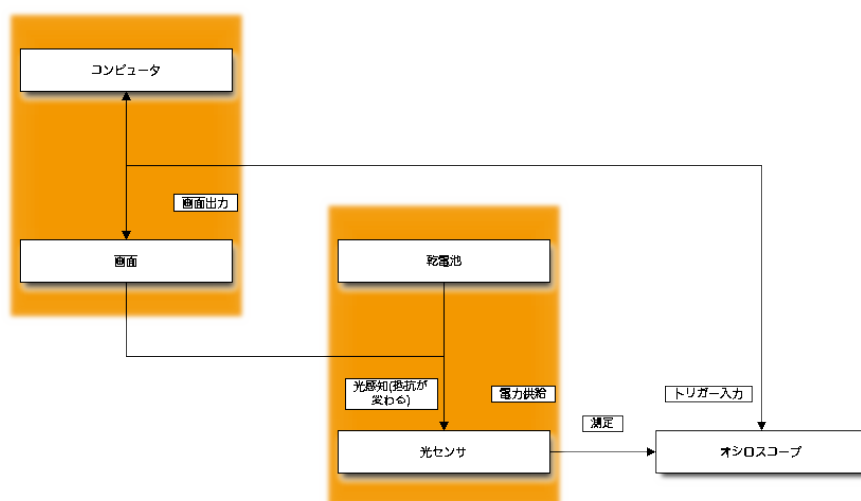 コンピュータ
画面出力
画面
乾電池
光感知(抵抗が
変わる)
電力供給
トリガー入力
測定
光センサ
オシロスコープ